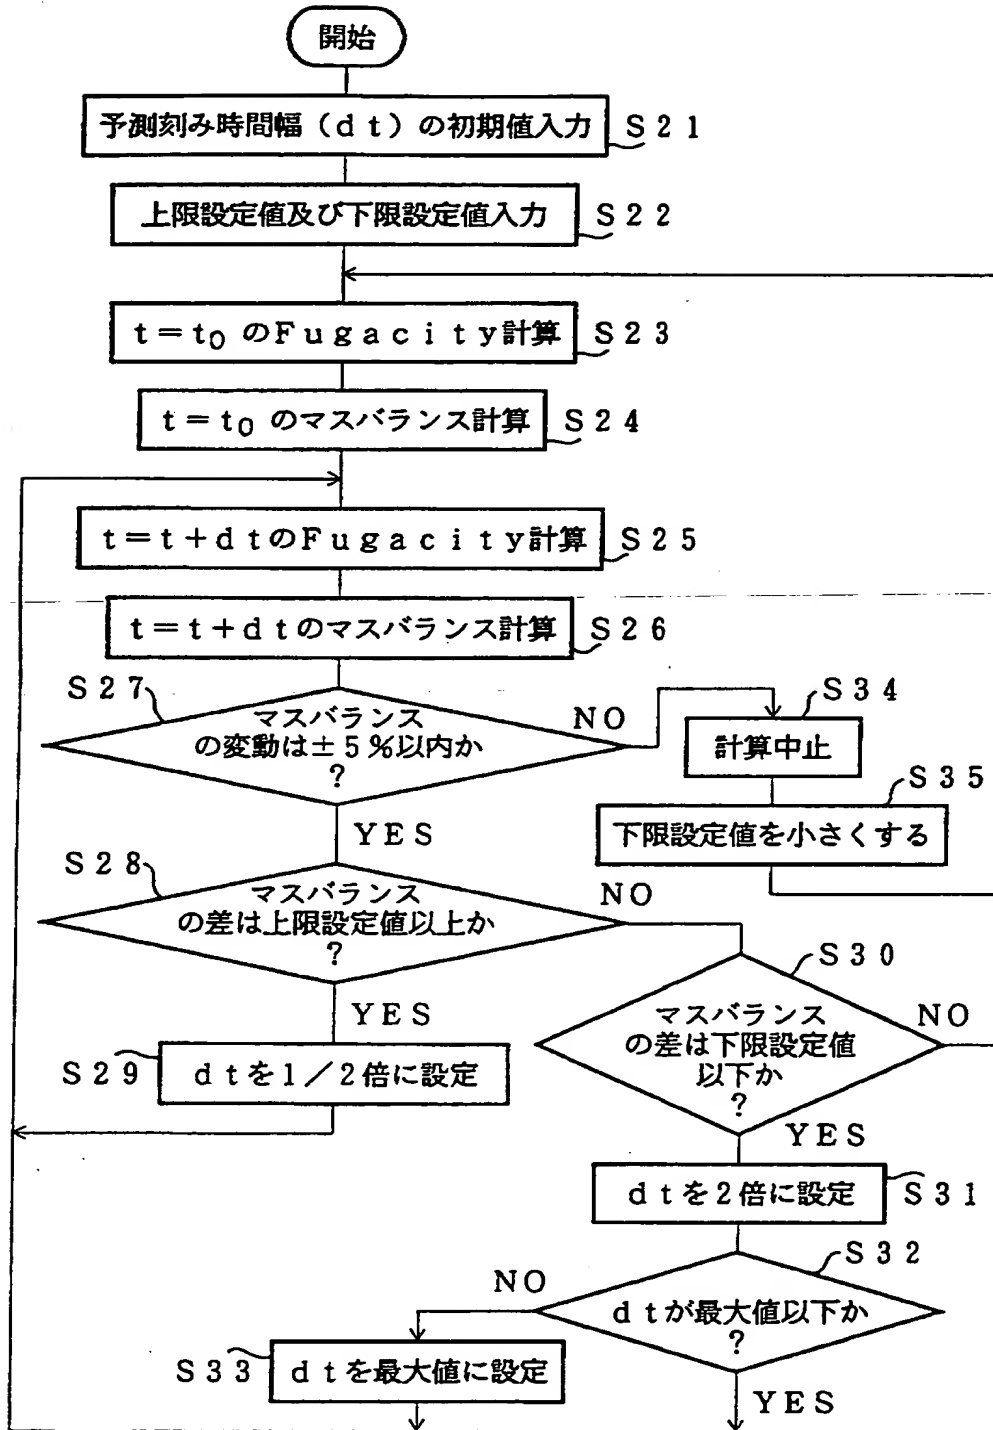 開始
予測刻み時間幅（dt）の初期値入力 S21
上限設定値及び下限設定値入力 S22
t=t0 のFugacity計算 S23
t=t0 のマスバランス計算 S24
t=t+dtのFugacity計算 S25
t=t+dtのマスバランス計算 S26
S27
マスバランス
の変動は±5%以内か
?
NO
YES
S34
計算中止
S35
下限設定値を小さくする
S28
マスバランス
の差は上限設定値以上か
?
NO
YES
S29 dtを1/2倍に設定
S30
マスバランス
の差は下限設定値
以下か
?
NO
YES
dtを2倍に設定 S31
S32
dtが最大値以下か
?
NO
YES
S33 dtを最大値に設定